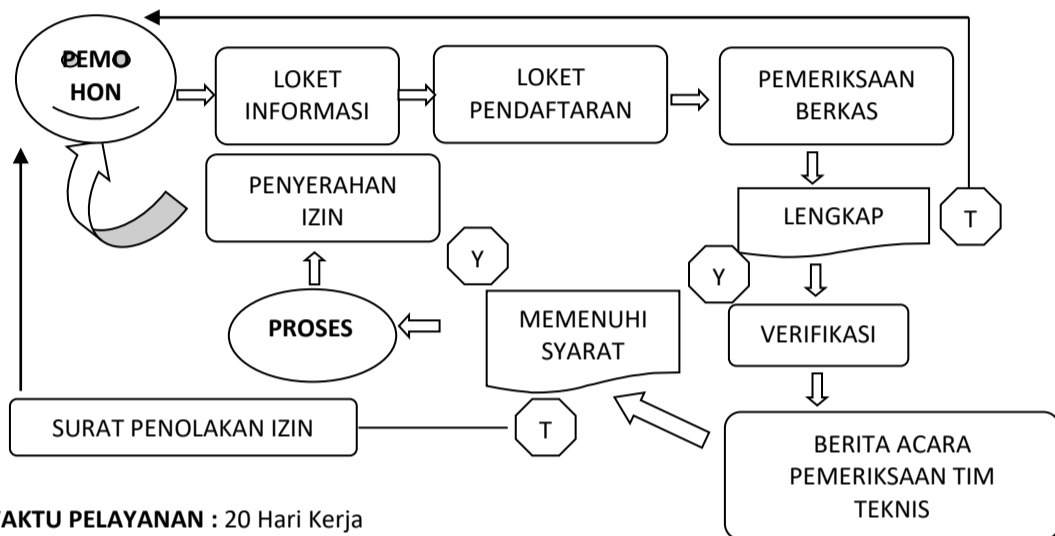 PEMO
HON
LOKET
INFORMASI
LOKET
PENDAFTARAN
PEMERIKSAAN
BERKAS
PENYERAHAN
IZIN
LENGKAP
T
Y
Y
PROSES
MEMENUHI
SYARAT
VERIFIKASI
SURAT PENOLAKAN IZIN
T
BERITA ACARA
PEMERIKSAAN TIM
TEKNIS
AKTU PELAYANAN : 20 Hari Kerja